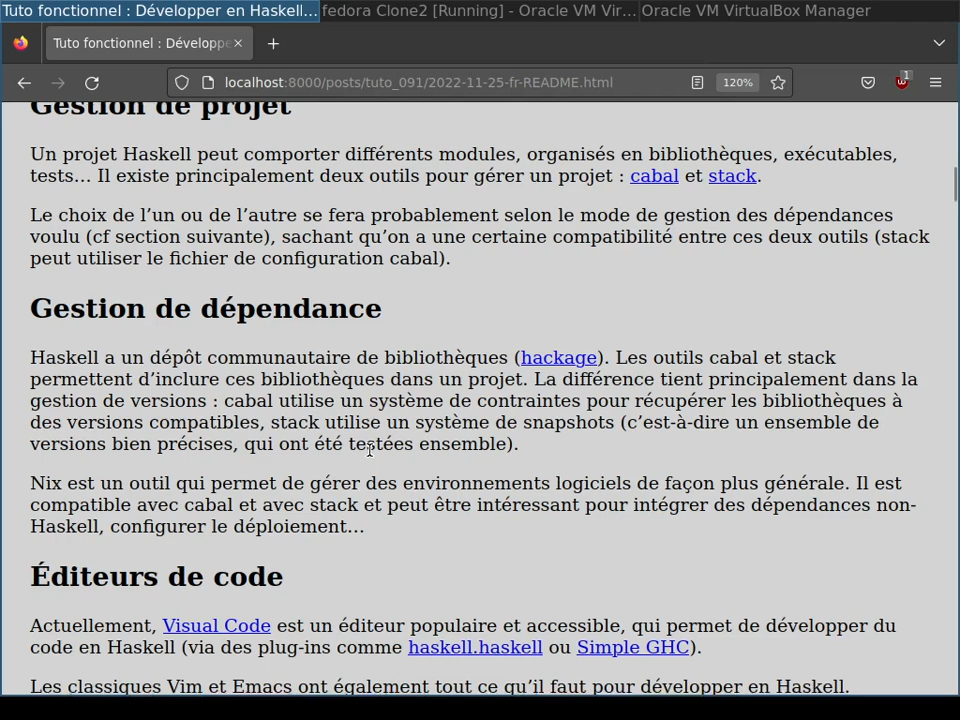 Tuto fonctionnel : Développer en Haskell... fedora Clone2 [Running] - Oracle VM Vir... Oracle VM VirtualBox Manager
Tuto fonctionnel : Développe
localhost:8000/posts/tuto_091/2022-11-25-fr-README.html 120% 1
Gestion de projet
Un projet Haskell peut comporter différents modules, organisés en bibliothèques, exécutables,
tests… Il existe principalement deux outils pour gérer un projet : cabal et stack.
Le choix de l’un ou de l’autre se fera probablement selon le mode de gestion des dépendances
voulu (cf section suivante), sachant qu’on a une certaine compatibilité entre ces deux outils (stack
peut utiliser le fichier de configuration cabal).
Gestion de dépendance
Haskell a un dépôt communautaire de bibliothèques (hackage). Les outils cabal et stack
permettent d’inclure ces bibliothèques dans un projet. La différence tient principalement dans la
gestion de versions : cabal utilise un système de contraintes pour récupérer les bibliothèques à
des versions compatibles, stack utilise un système de snapshots (c’est-à-dire un ensemble de
versions bien précises, qui ont été testées ensemble).
Nix est un outil qui permet de gérer des environnements logiciels de façon plus générale. Il est
compatible avec cabal et avec stack et peut être intéressant pour intégrer des dépendances non-
Haskell, configurer le déploiement…
Éditeurs de code
Actuellement, Visual Code est un éditeur populaire et accessible, qui permet de développer du
code en Haskell (via des plug-ins comme haskell.haskell ou Simple GHC).
Les classiques Vim et Emacs ont également tout ce qu’il faut pour développer en Haskell.